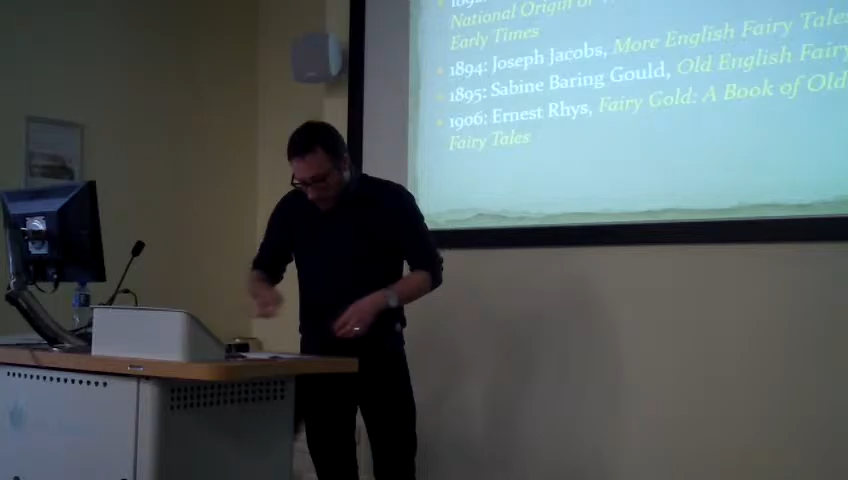 National Origin of
Early Times
1894: Joseph Jacobs, More English Fairy Tales
1895: Sabine Baring Gould, Old English Fairy
1906: Ernest Rhys, Fairy Gold: A Book of Old
Fairy Tales